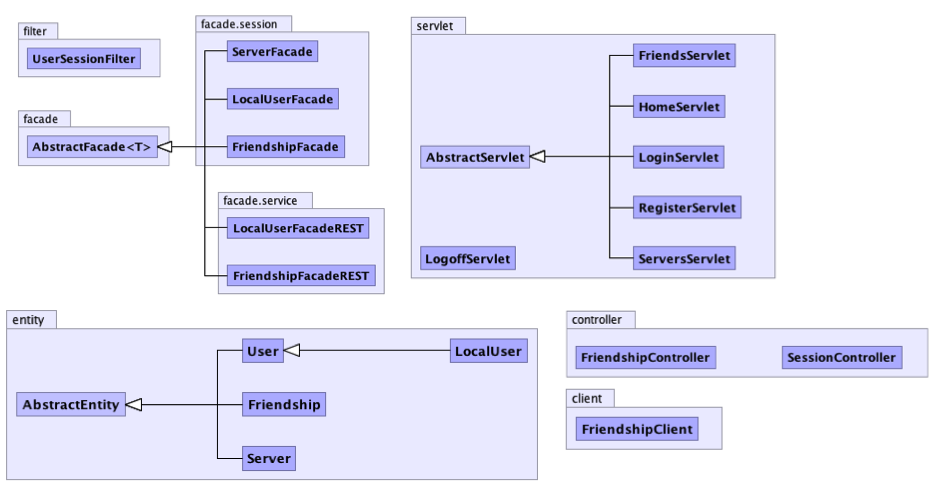 filter
UserSessionFilter
facade
AbstractFacade<T>
facade.session
ServerFacade
LocalUserFacade
FriendshipFacade
facade.service
LocalUserFacadeREST
FriendshipFacadeREST
servlet
AbstractServlet
LogoffServlet
FriendsServlet
HomeServlet
LoginServlet
RegisterServlet
ServersServlet
entity
AbstractEntity
User
LocalUser
Friendship
Server
controller
FriendshipController
SessionController
client
FriendshipClient